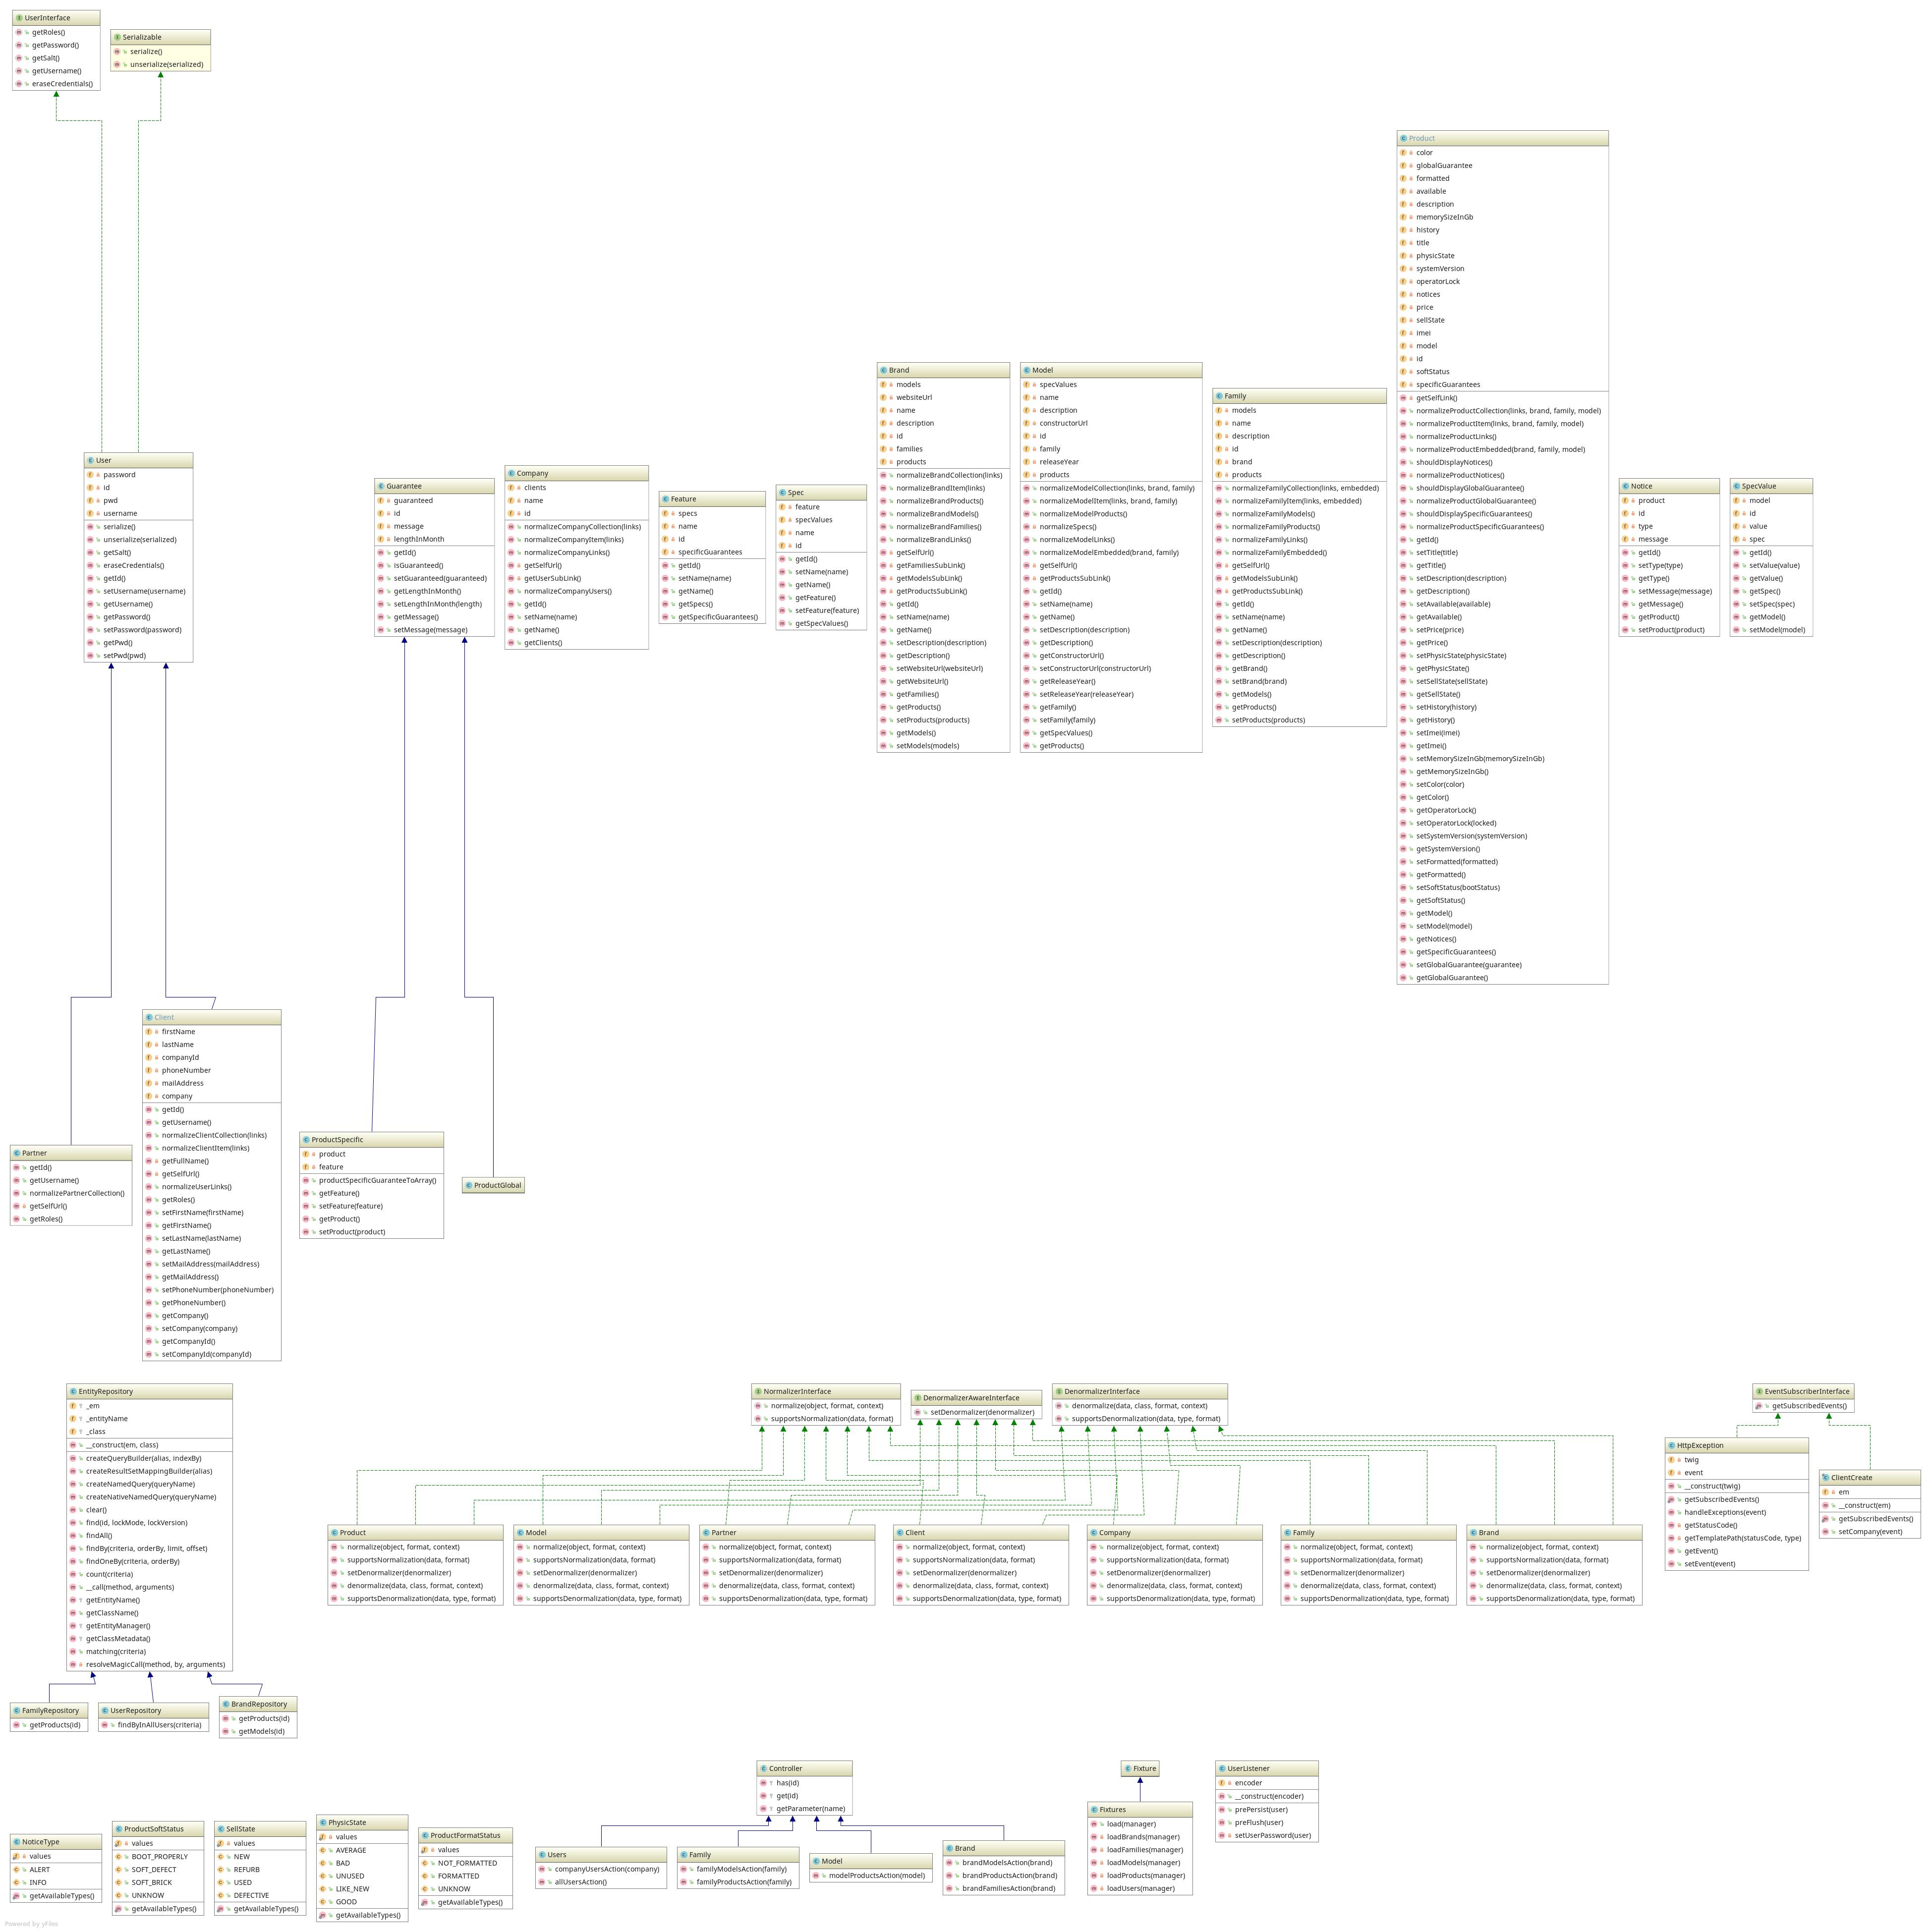 UserInterface
getRoles()
getPassword()
getSalt()
getUsername()
eraseCredentials()
Serializable
serialize()
unserialize(serialized)
Product
color
globalGuarantee
formatted
available
description
memorySizeInGb
history
title
physicState
systemVersion
operatorLock
notices
price
sellState
imei
model
id
softStatus
specificGuarantees
getSelfLink()
normalizeProductCollection(links, brand, family, model)
normalizeProductItem(links, brand, family, model)
normalizeProductLinks()
normalizeProductEmbedded(brand, family, model)
shouldDisplayNotices()
normalizeProductNotices()
shouldDisplayGlobalGuarantee()
normalizeProductGlobalGuarantee()
shouldDisplaySpecificGuarantees()
normalizeProductSpecificGuarantees()
getId()
setTitle(title)
getTitle()
setDescription(description)
getDescription()
setAvailable(available)
getAvailable()
setPrice(price)
getPrice()
setPhysicState(physicState)
getPhysicState()
setSellState(sellState)
getSellState()
setHistory(history)
getHistory()
setImei(imei)
getImei()
setMemorySizeInGb(memorySizeInGb)
getMemorySizeInGb()
setColor(color)
getColor()
getOperatorLock()
setOperatorLock(locked)
setSystemVersion(systemVersion)
getSystemVersion()
setFormatted(formatted)
getFormatted()
setSoftStatus(bootStatus)
getSoftStatus()
getModel()
setModel(model)
getNotices()
getSpecificGuarantees()
setGlobalGuarantee(guarantee)
getGlobalGuarantee()
User
password
id
pwd
username
serialize()
unserialize(serialized)
getSalt()
eraseCredentials()
getId()
setUsername(username)
getUsername()
getPassword()
setPassword(password)
getPwd()
setPwd(pwd)
Guarantee
guaranteed
id
message
lengthInMonth
getId()
isGuaranteed()
setGuaranteed(guaranteed)
getLengthInMonth()
setLengthInMonth(length)
getMessage()
setMessage(message)
Company
clients
name
id
normalizeCompanyCollection(links)
normalizeCompanyItem(links)
normalizeCompanyLinks()
getSelfUrl()
getUserSubLink()
normalizeCompanyUsers()
getId()
setName(name)
getName()
getClients()
Feature
specs
name
id
specificGuarantees
getId()
setName(name)
getName()
getSpecs()
getSpecificGuarantees()
Spec
feature
specValues
name
id
getId()
setName(name)
getName()
getFeature()
setFeature(feature)
getSpecValues()
Brand
models
websiteUrl
name
description
id
families
products
normalizeBrandCollection(links)
normalizeBrandItem(links)
normalizeBrandProducts()
normalizeBrandModels()
normalizeBrandFamilies()
normalizeBrandLinks()
getSelfUrl()
getFamiliesSubLink()
getModelsSubLink()
getProductsSubLink()
getId()
setName(name)
getName()
setDescription(description)
getDescription()
setWebsiteUrl(websiteUrl)
getWebsiteUrl()
getFamilies()
getProducts()
setProducts(products)
getModels()
setModels(models)
Model
specValues
name
description
constructorUrl
id
family
releaseYear
products
normalizeModelCollection(links, brand, family)
normalizeModelItem(links, brand, family)
normalizeModelProducts()
normalizeSpecs()
normalizeModelLinks()
normalizeModelEmbedded(brand, family)
getSelfUrl()
getProductsSubLink()
getId()
setName(name)
getName()
setDescription(description)
getDescription()
getConstructorUrl()
setConstructorUrl(constructorUrl)
getReleaseYear()
setReleaseYear(releaseYear)
getFamily()
setFamily(family)
getSpecValues()
getProducts()
Family
models
name
description
id
brand
products
normalizeFamilyCollection(links, embedded)
normalizeFamilyItem(links, embedded)
normalizeFamilyModels()
normalizeFamilyProducts()
normalizeFamilyLinks()
normalizeFamilyEmbedded()
getSelfUrl()
getModelsSubLink()
getProductsSubLink()
getId()
setName(name)
getName()
setDescription(description)
getDescription()
getBrand()
setBrand(brand)
getModels()
getProducts()
setProducts(products)
Notice
product
id
type
message
getId()
setType(type)
getType()
setMessage(message)
getMessage()
getProduct()
setProduct(product)
SpecValue
model
id
value
spec
getId()
setValue(value)
getValue()
getSpec()
setSpec(spec)
getModel()
setModel(model)
Partner
getId()
getUsername()
normalizePartnerCollection()
getSelfUrl()
getRoles()
Client
firstName
lastName
companyId
phoneNumber
mailAddress
company
getId()
getUsername()
normalizeClientCollection(links)
normalizeClientItem(links)
getFullName()
getSelfUrl()
normalizeUserLinks()
getRoles()
setFirstName(firstName)
getFirstName()
setLastName(lastName)
getLastName()
setMailAddress(mailAddress)
getMailAddress()
setPhoneNumber(phoneNumber)
getPhoneNumber()
getCompany()
setCompany(company)
getCompanyId()
setCompanyId(companyId)
ProductSpecific
product
feature
productSpecificGuaranteeToArray()
getFeature()
setFeature(feature)
getProduct()
setProduct(product)
ProductGlobal
EntityRepository
_em
_entityName
_class
__construct(em, class)
createQueryBuilder(alias, indexBy)
createResultSetMappingBuilder(alias)
createNamedQuery(queryName)
createNativeNamedQuery(queryName)
clear()
find(id, lockMode, lockVersion)
findAll()
findBy(criteria, orderBy, limit, offset)
findOneBy(criteria, orderBy)
count(criteria)
__call(method, arguments)
getEntityName()
getClassName()
getEntityManager()
getClassMetadata()
matching(criteria)
resolveMagicCall(method, by, arguments)
FamilyRepository
getProducts(id)
UserRepository
findByInAllUsers(criteria)
BrandRepository
getProducts(id)
getModels(id)
NormalizerInterface
normalize(object, format, context)
supportsNormalization(data, format)
DenormalizerAwareInterface
setDenormalizer(denormalizer)
DenormalizerInterface
denormalize(data, class, format, context)
supportsDenormalization(data, type, format)
Product
normalize(object, format, context)
supportsNormalization(data, format)
setDenormalizer(denormalizer)
denormalize(data, class, format, context)
supportsDenormalization(data, type, format)
Model
normalize(object, format, context)
supportsNormalization(data, format)
setDenormalizer(denormalizer)
denormalize(data, class, format, context)
supportsDenormalization(data, type, format)
Partner
normalize(object, format, context)
supportsNormalization(data, format)
setDenormalizer(denormalizer)
denormalize(data, class, format, context)
supportsDenormalization(data, type, format)
Client
normalize(object, format, context)
supportsNormalization(data, format)
setDenormalizer(denormalizer)
denormalize(data, class, format, context)
supportsDenormalization(data, type, format)
Company
normalize(object, format, context)
supportsNormalization(data, format)
setDenormalizer(denormalizer)
denormalize(data, class, format, context)
supportsDenormalization(data, type, format)
Family
normalize(object, format, context)
supportsNormalization(data, format)
setDenormalizer(denormalizer)
denormalize(data, class, format, context)
supportsDenormalization(data, type, format)
Brand
normalize(object, format, context)
supportsNormalization(data, format)
setDenormalizer(denormalizer)
denormalize(data, class, format, context)
supportsDenormalization(data, type, format)
EventSubscriberInterface
getSubscribedEvents()
HttpException
twig
event
__construct(twig)
getSubscribedEvents()
handleExceptions(event)
getStatusCode()
getTemplatePath(statusCode, type)
getEvent()
setEvent(event)
ClientCreate
em
__construct(em)
getSubscribedEvents()
setCompany(event)
NoticeType
values
ALERT
INFO
getAvailableTypes()
ProductSoftStatus
values
BOOT_PROPERLY
SOFT_DEFECT
SOFT_BRICK
UNKNOW
getAvailableTypes()
SellState
values
NEW
REFURB
USED
DEFECTIVE
getAvailableTypes()
PhysicState
values
AVERAGE
BAD
UNUSED
LIKE_NEW
GOOD
getAvailableTypes()
ProductFormatStatus
values
NOT_FORMATTED
FORMATTED
UNKNOW
getAvailableTypes()
Controller
has(id)
get(id)
getParameter(name)
Users
companyUsersAction(company)
allUsersAction()
Family
familyModelsAction(family)
familyProductsAction(family)
Model
modelProductsAction(model)
Brand
brandModelsAction(brand)
brandProductsAction(brand)
brandFamiliesAction(brand)
Fixture
Fixtures
load(manager)
loadBrands(manager)
loadFamilies(manager)
loadModels(manager)
loadProducts(manager)
loadUsers(manager)
UserListener
encoder
__construct(encoder)
prePersist(user)
preFlush(user)
setUserPassword(user)
Powered by yFiles